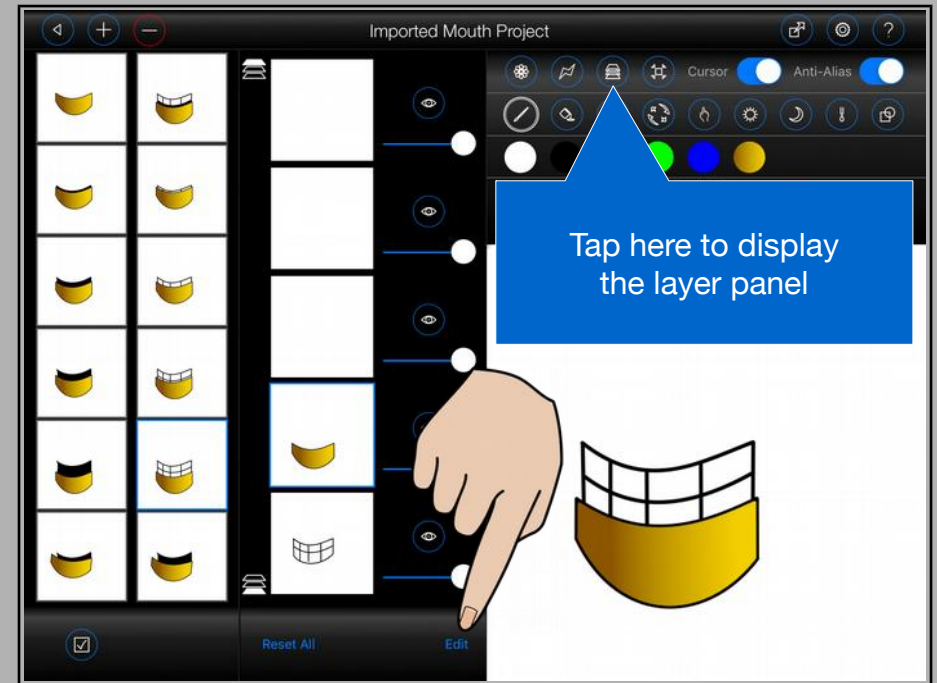 Imported Mouth Project
?
Cursor
Anti-Alias
Tap here to display
the layer panel
Reset All
Edit